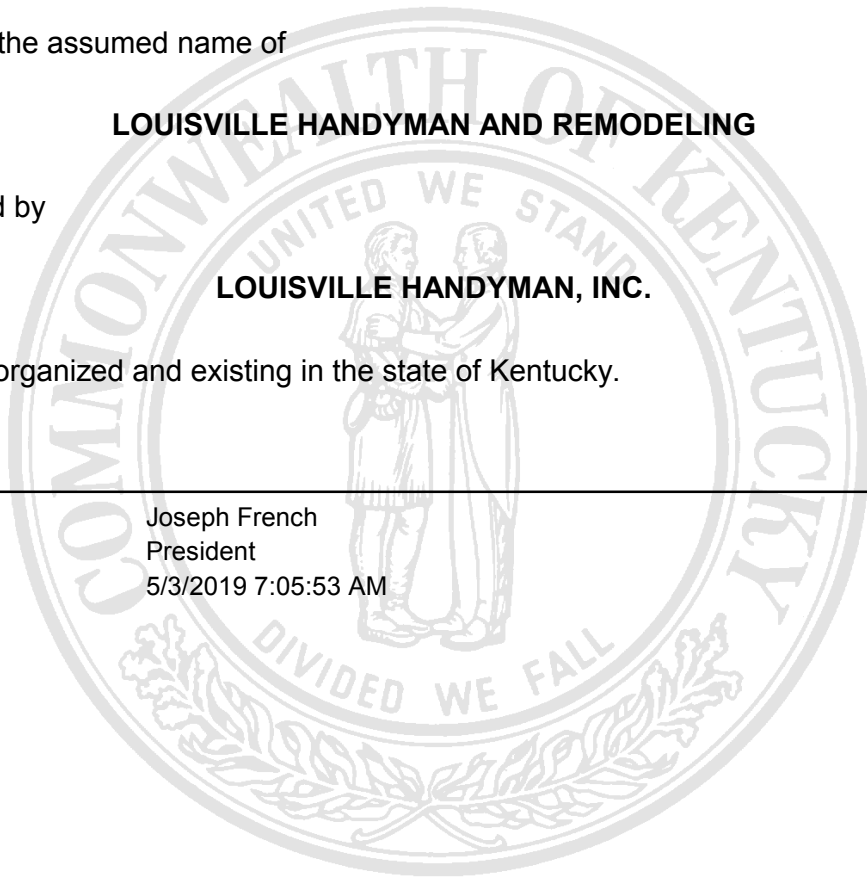 the assumed name of
LOUISVILLE HANDYMAN AND REMODELING
d by
LOUISVILLE HANDYMAN, INC.
organized and existing in the state of Kentucky.
Joseph French
President
5/3/2019 7:05:53 AM
COMMONWEALTH OF KENTUCKY
UNITED WE STAND
DIVIDED WE FALL